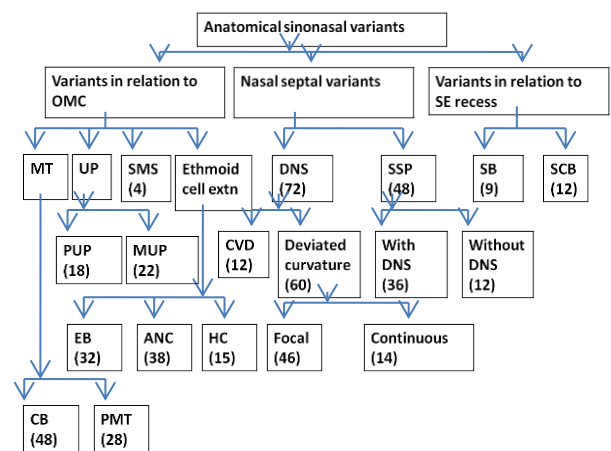 Anatomical sinonasal variants
Variants in relation to
OMC
Nasal septal variants
Variants in relation to
SE recess
MT
UP
SMS
(4)
Ethmoid
cell extn
DNS
(72)
SSP
(48)
SB
(9)
SCB
(12)
PUP
(18)
MUP
(22)
CVD
(12)
Deviated
curvature
(60)
With
DNS
(36)
Without
DNS
(12)
EB
(32)
ANC
(38)
HC
(15)
Focal
(46)
Continuous
(14)
CB
(48)
PMT
(28)